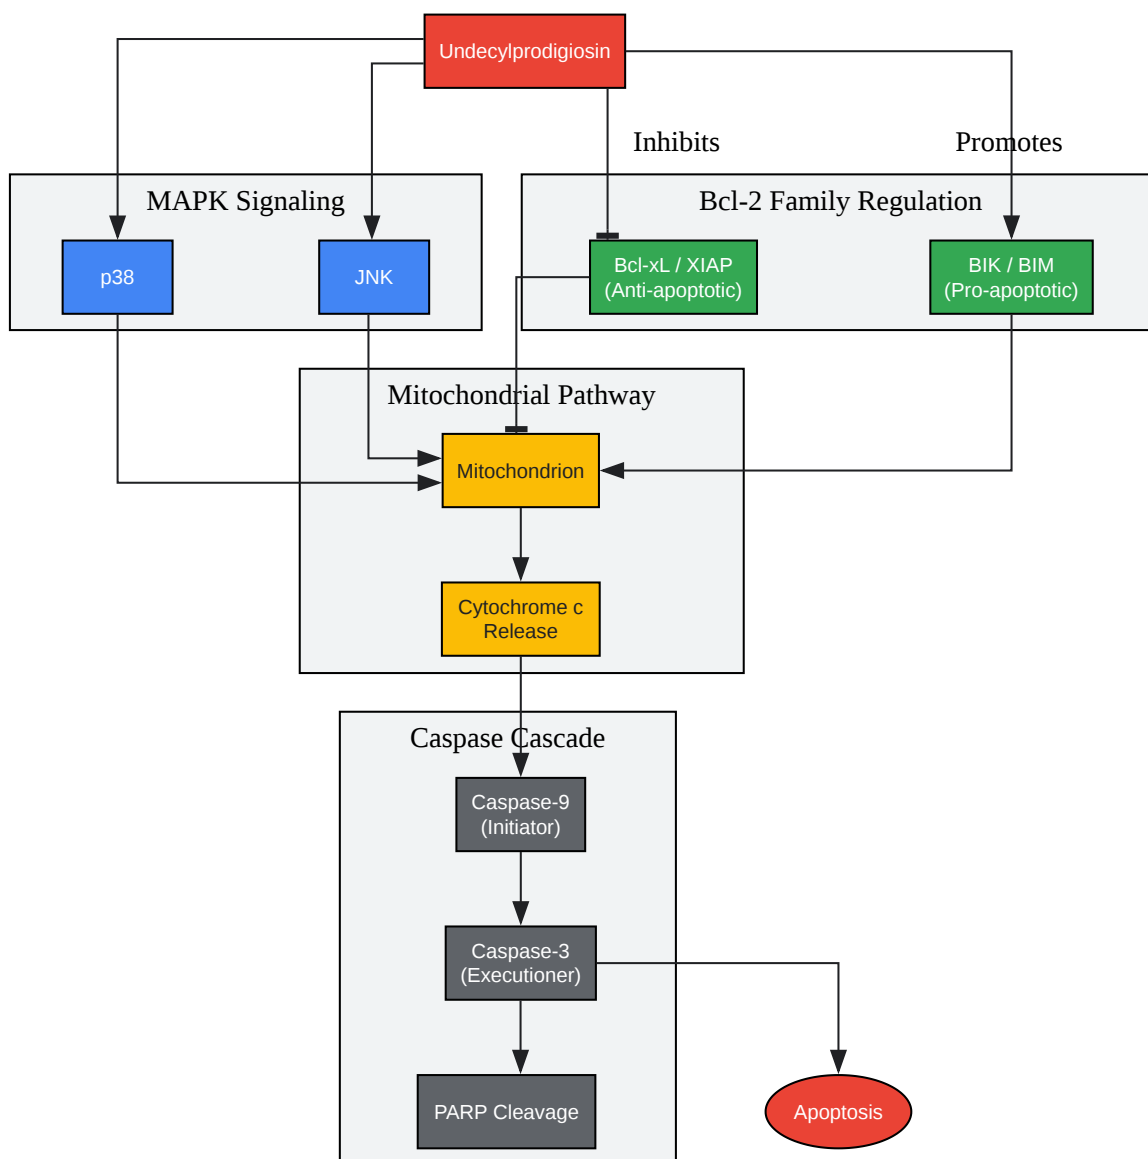 Undecylprodigiosin
Inhibits
Promotes
MAPK Signaling
Bcl-2 Family Regulation
p38
JNK
Bcl-xL / XIAP
(Anti-apoptotic)
BIK / BIM
(Pro-apoptotic)
Mitochondrial Pathway
Mitochondrion
Cytochrome c
Release
Caspase Cascade
Caspase-9
(Initiator)
Caspase-3
(Executioner)
PARP Cleavage
Apoptosis